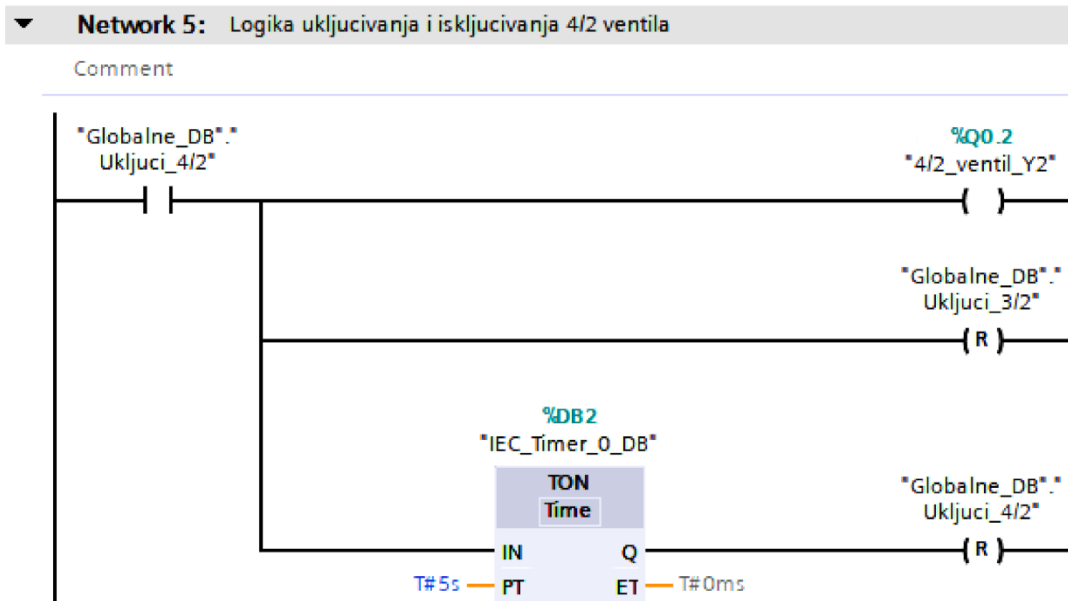 Network 5: Logika ukljucivanja i iskljucivanja 4/2 ventila
Comment
"Globalne_DB"."
Ukljuci_4/2"
%Q0.2
"4/2_ventil_Y2"
( )
"Globalne_DB"."
Ukljuci_3/2"
( R )
%DB2
"IEC_Timer_0_DB"
TON
Time
"Globalne_DB"."
Ukljuci_4/2"
IN Q ( R )
T#5s PT ET T#0ms